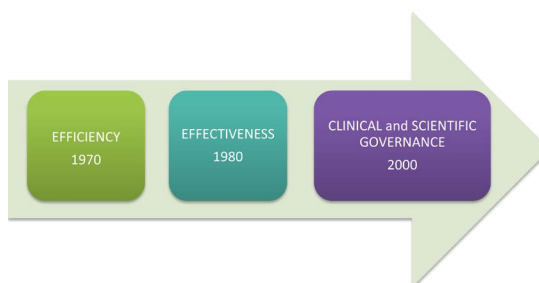 EFFICIENCY
1970
EFFECTIVENESS
1980
CLINICAL and SCIENTIFIC
GOVERNANCE
2000